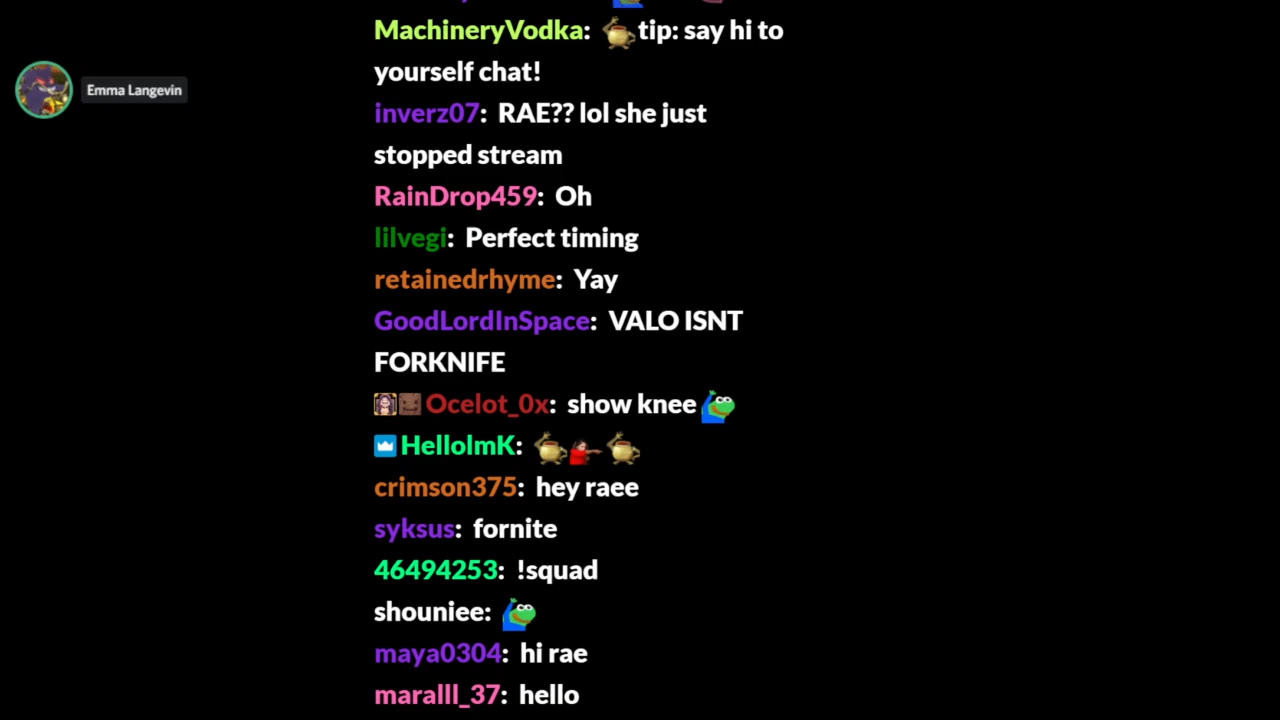 MachineryVodka: tip: say hi to
yourself chat!
Emma Langevin
inverz07: RAE?? lol she just
stopped stream
RainDrop459: Oh
lilvegi: Perfect timing
retainedrhyme: Yay
GoodLordInSpace: VALO ISNT
FORKNIFE
Ocelot_0x: show knee
HelloImK:
crimson375: hey raee
syksus: fornite
46494253: !squad
shouniee:
maya0304: hi rae
maralll_37: hello